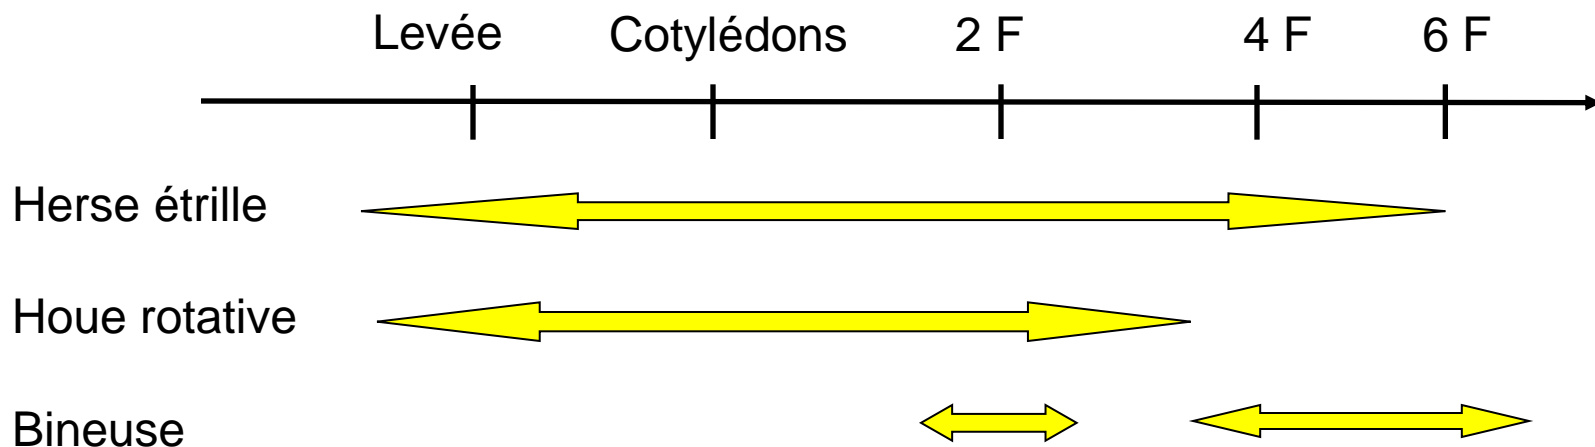 Levée Cotylédons 2 F 4 F 6 F
Herse étrille
Houe rotative
Bineuse